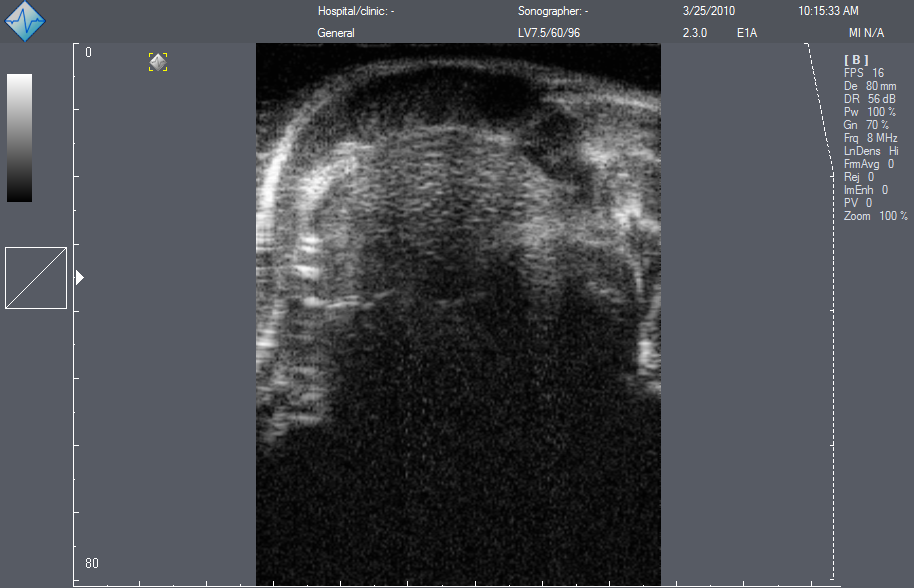 Hospital/clinic: - Sonographer: - 3/25/2010 10:15:33 AM
General LV7.5/60/96 2.3.0 E1A MI N/A
0
[ B ]
FPS 16
De 80 mm
DR 56 dB
Pw 100 %
Gn 70 %
Frq 8 MHz
LnDens Hi
FrmAvg 0
Rej 0
ImEnh 0
PV 0
Zoom 100 %
80